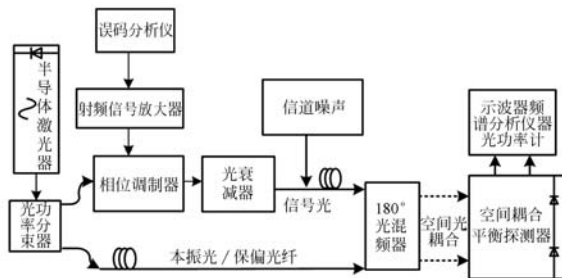 误码分析仪
半导体激光器
射频信号放大器
信道噪声
示波器频
谱分析仪器
光功率计
相位调制器
光衰
减器
信号光
180°
光混
频器
空间光
耦合
空间耦合
平衡探测器
光功
率分
束器
本振光/保偏光纤